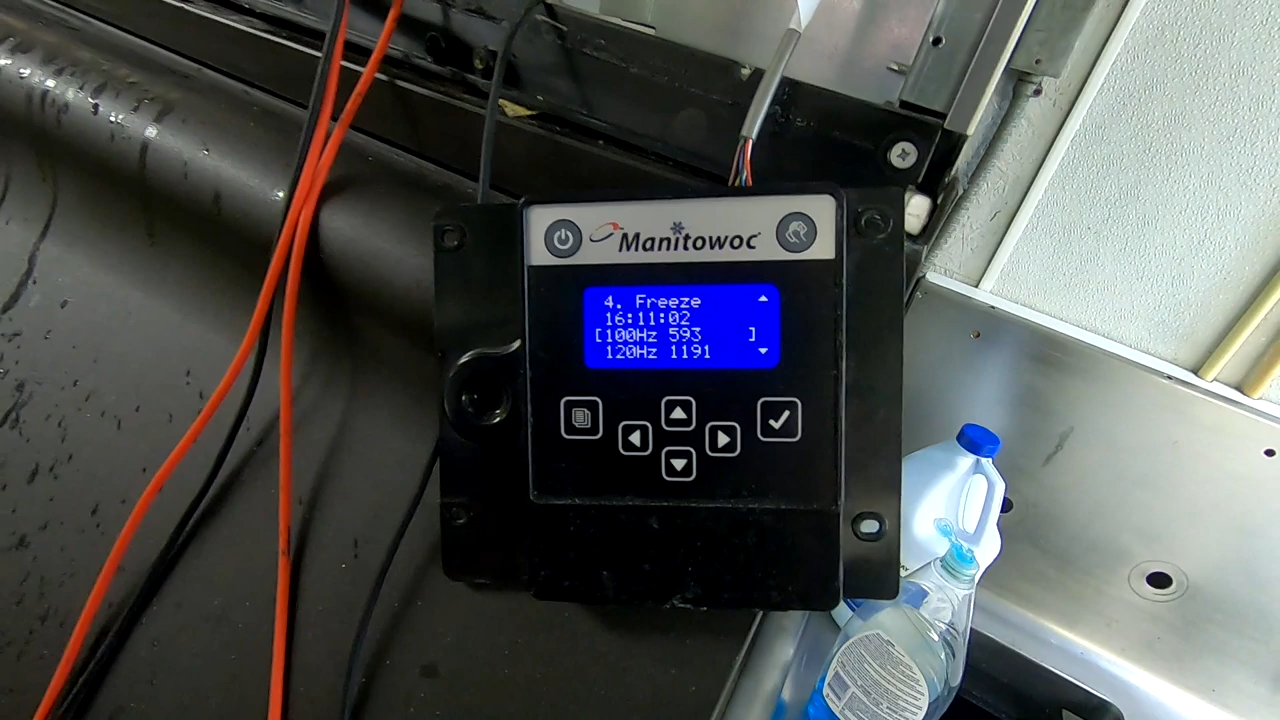 Manitowoc
4. Freeze
16:11:02
[100Hz 593 ]
120Hz 1191